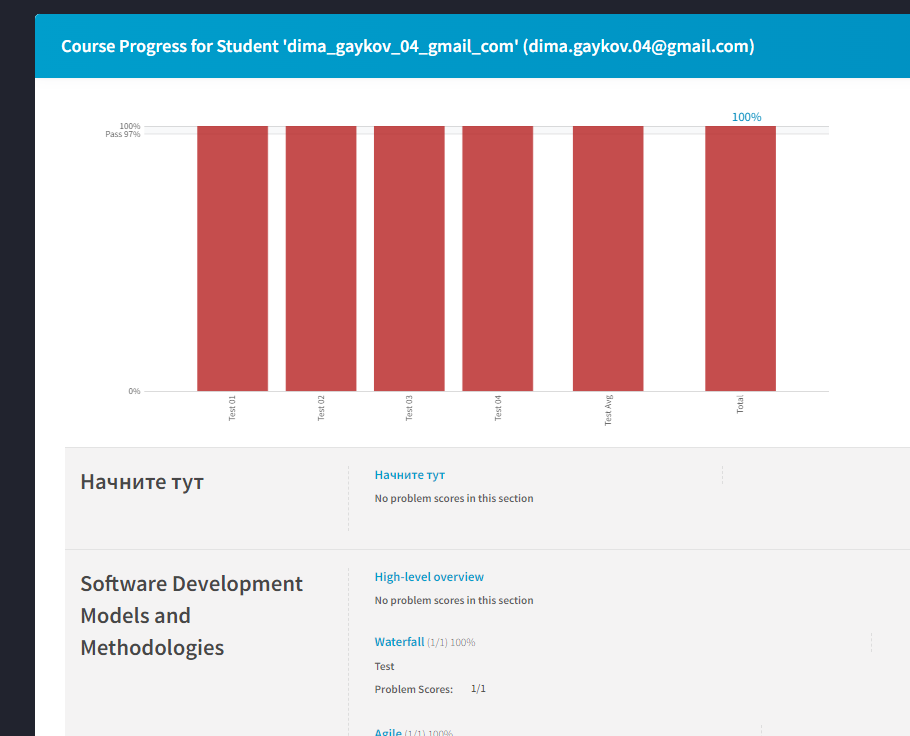 Course Progress for Student 'dima_gaykov_04_gmail_com' (dima.gaykov.04@gmail.com)
100%
100%
Pass 97%
0%
Test 01
Test 02
Test 03
Test 04
Test Avg
Total
Начните тут
Начните тут
No problem scores in this section
Software Development
Models and
Methodologies
High-level overview
No problem scores in this section
Waterfall (1/1) 100%
Test
Problem Scores: 1/1
Agile (1/1) 100%